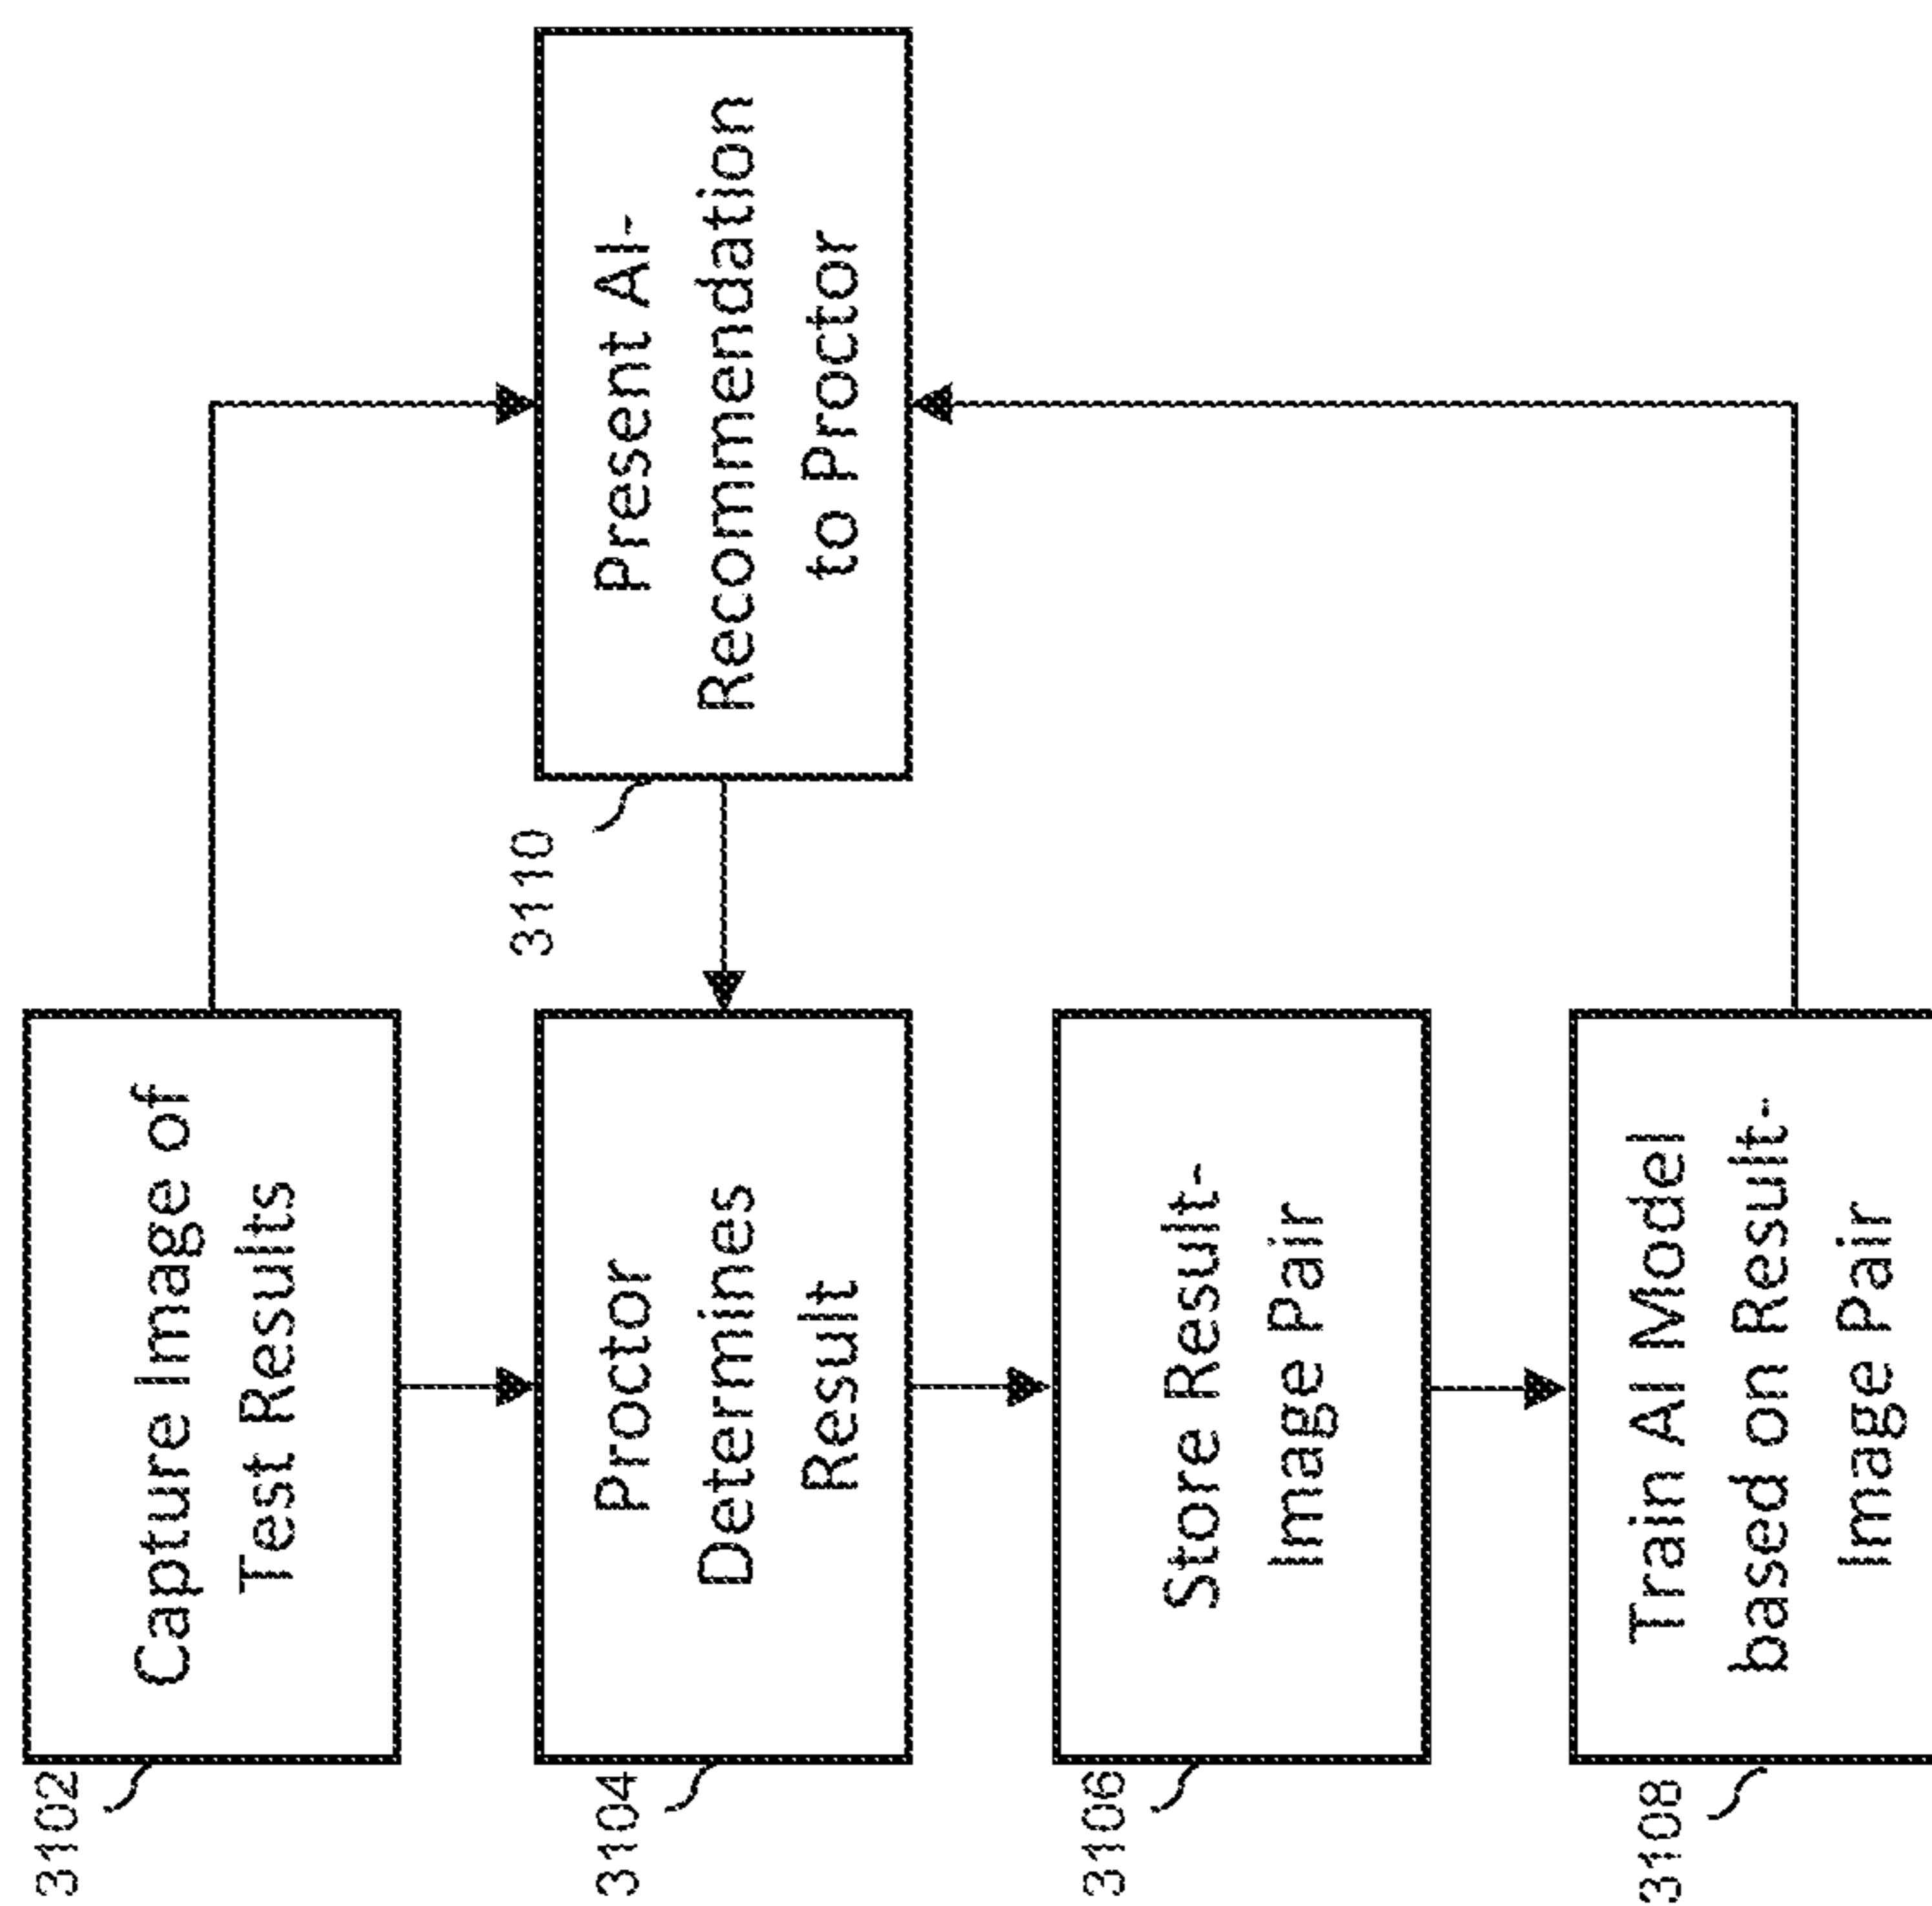 3102
Capture Image of
Test Results
3104
Proctor
Determines
Result
3110
Present AI-
Recommendation
to Proctor
3106
Store Result-
Image Pair
3108
Train AI Model
based on Result-
Image Pair